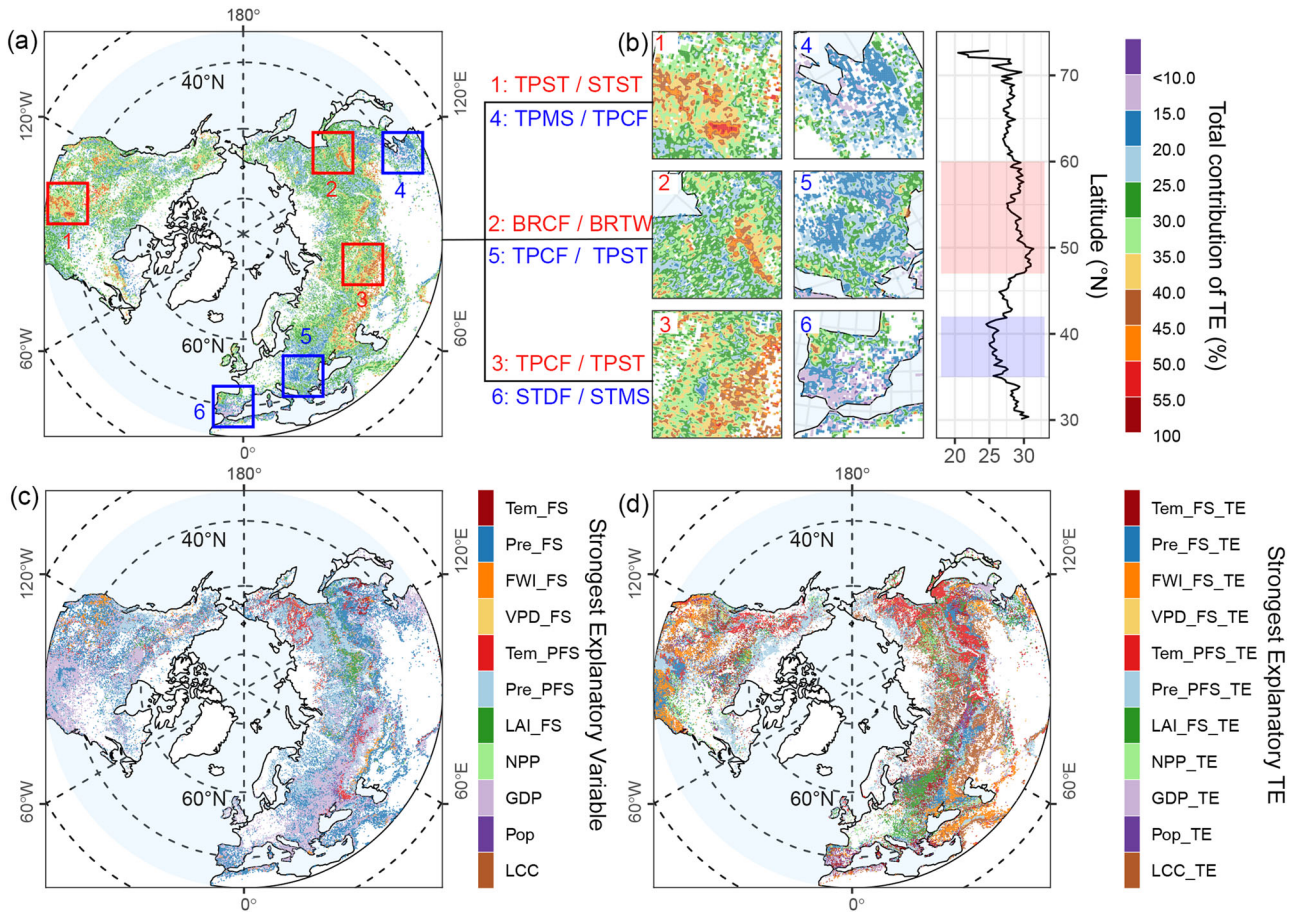 (a)
180°
40°N
120°W
120°E
60°W
60°E
60°N
0°
1
2
3
4
5
6
1: TPST / STST
4: TPMS / TPCF
2: BRCF / BRTW
5: TPCF / TPST
3: TPCF / TPST
6: STDF / STMS
(b)
1
4
2
5
3
6
70
60
50
40
30
Latitude (°N)
20
25
30
<10.0
15.0
20.0
25.0
30.0
35.0
40.0
45.0
50.0
55.0
100
Total contribution of TE (%)
(c)
180°
40°N
120°W
120°E
60°W
60°E
60°N
0°
Tem_FS
Pre_FS
FWI_FS
VPD_FS
Tem_PFS
Pre_PFS
LAI_FS
NPP
GDP
Pop
LCC
Strongest Explanatory Variable
(d)
180°
40°N
120°W
120°E
60°W
60°E
60°N
0°
Tem_FS_TE
Pre_FS_TE
FWI_FS_TE
VPD_FS_TE
Tem_PFS_TE
Pre_PFS_TE
LAI_FS_TE
NPP_TE
GDP_TE
Pop_TE
LCC_TE
Strongest Explanatory TE